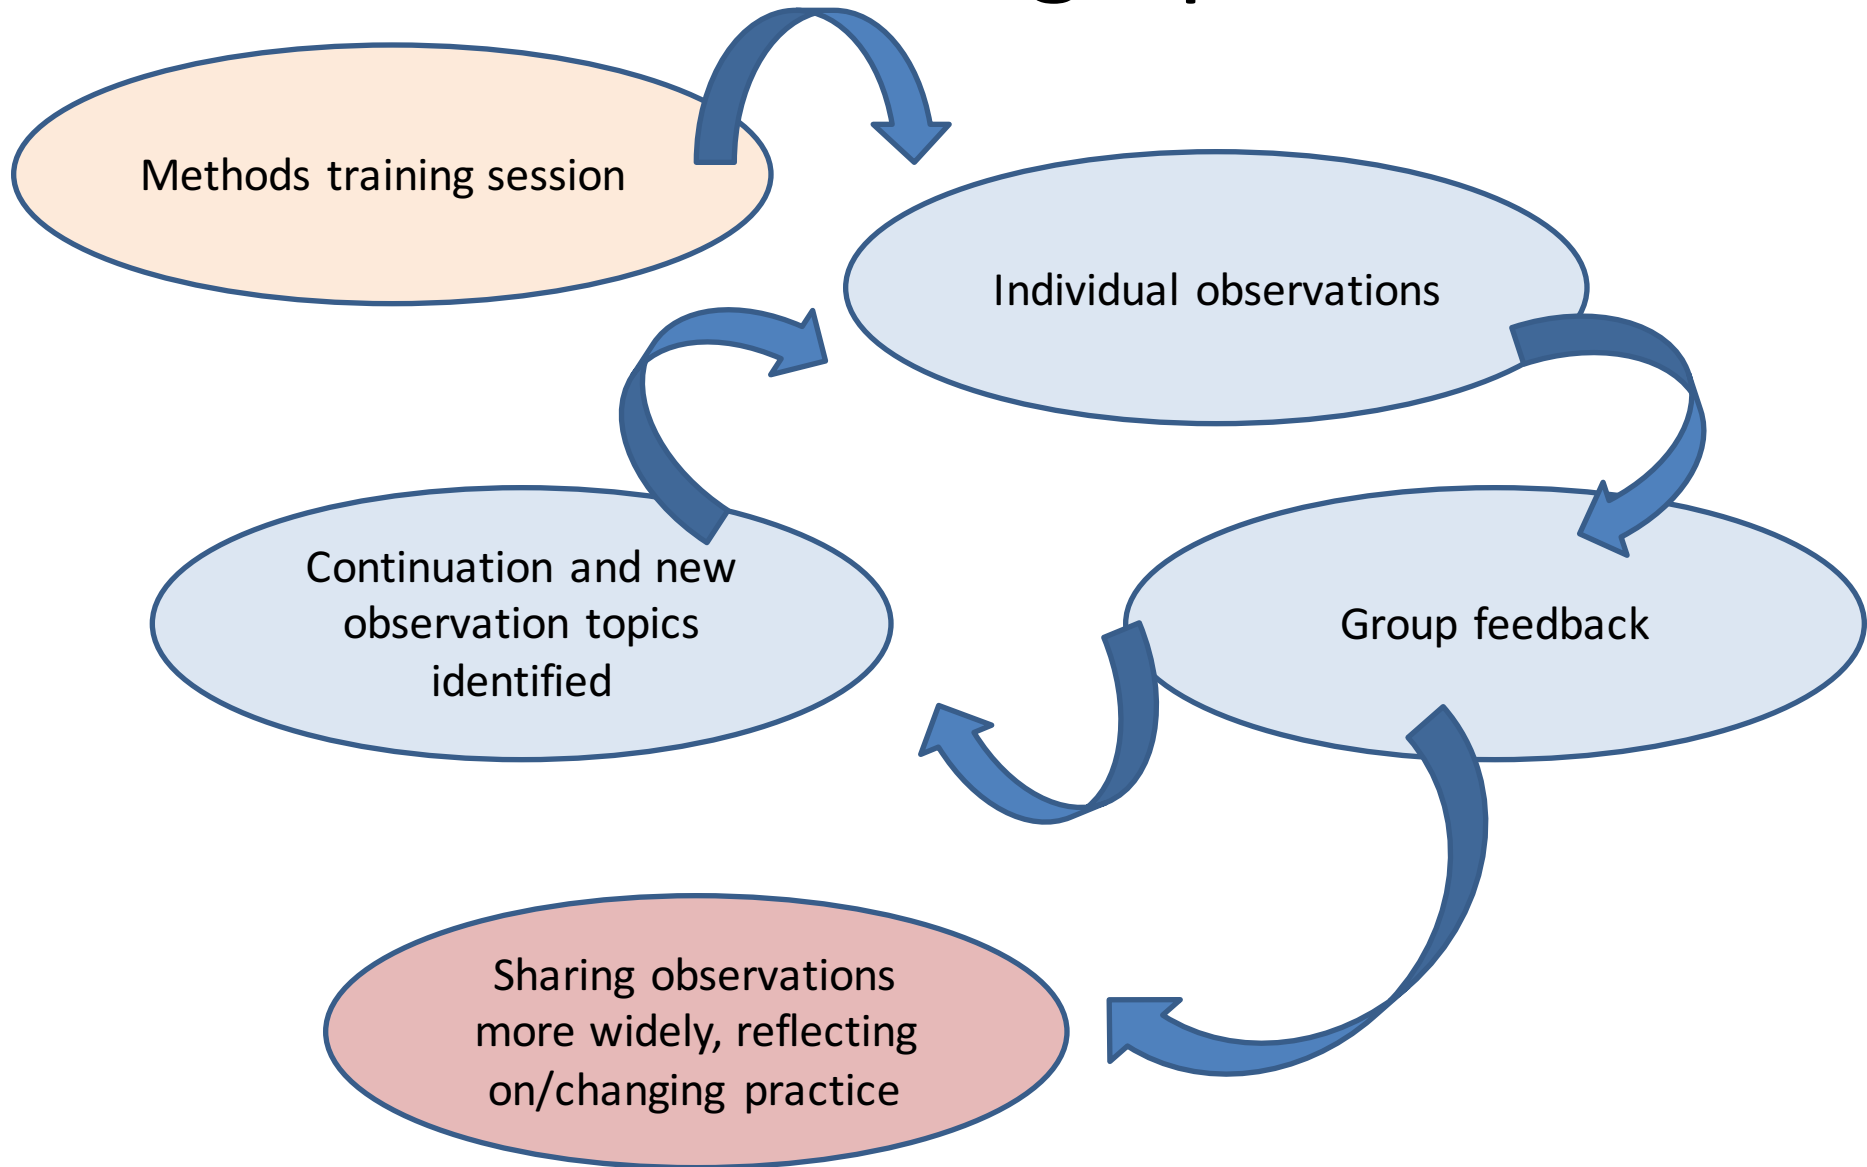 Methods training session
Individual observations
Continuation and new
observation topics
identified
Group feedback
Sharing observations
more widely, reflecting
on/changing practice